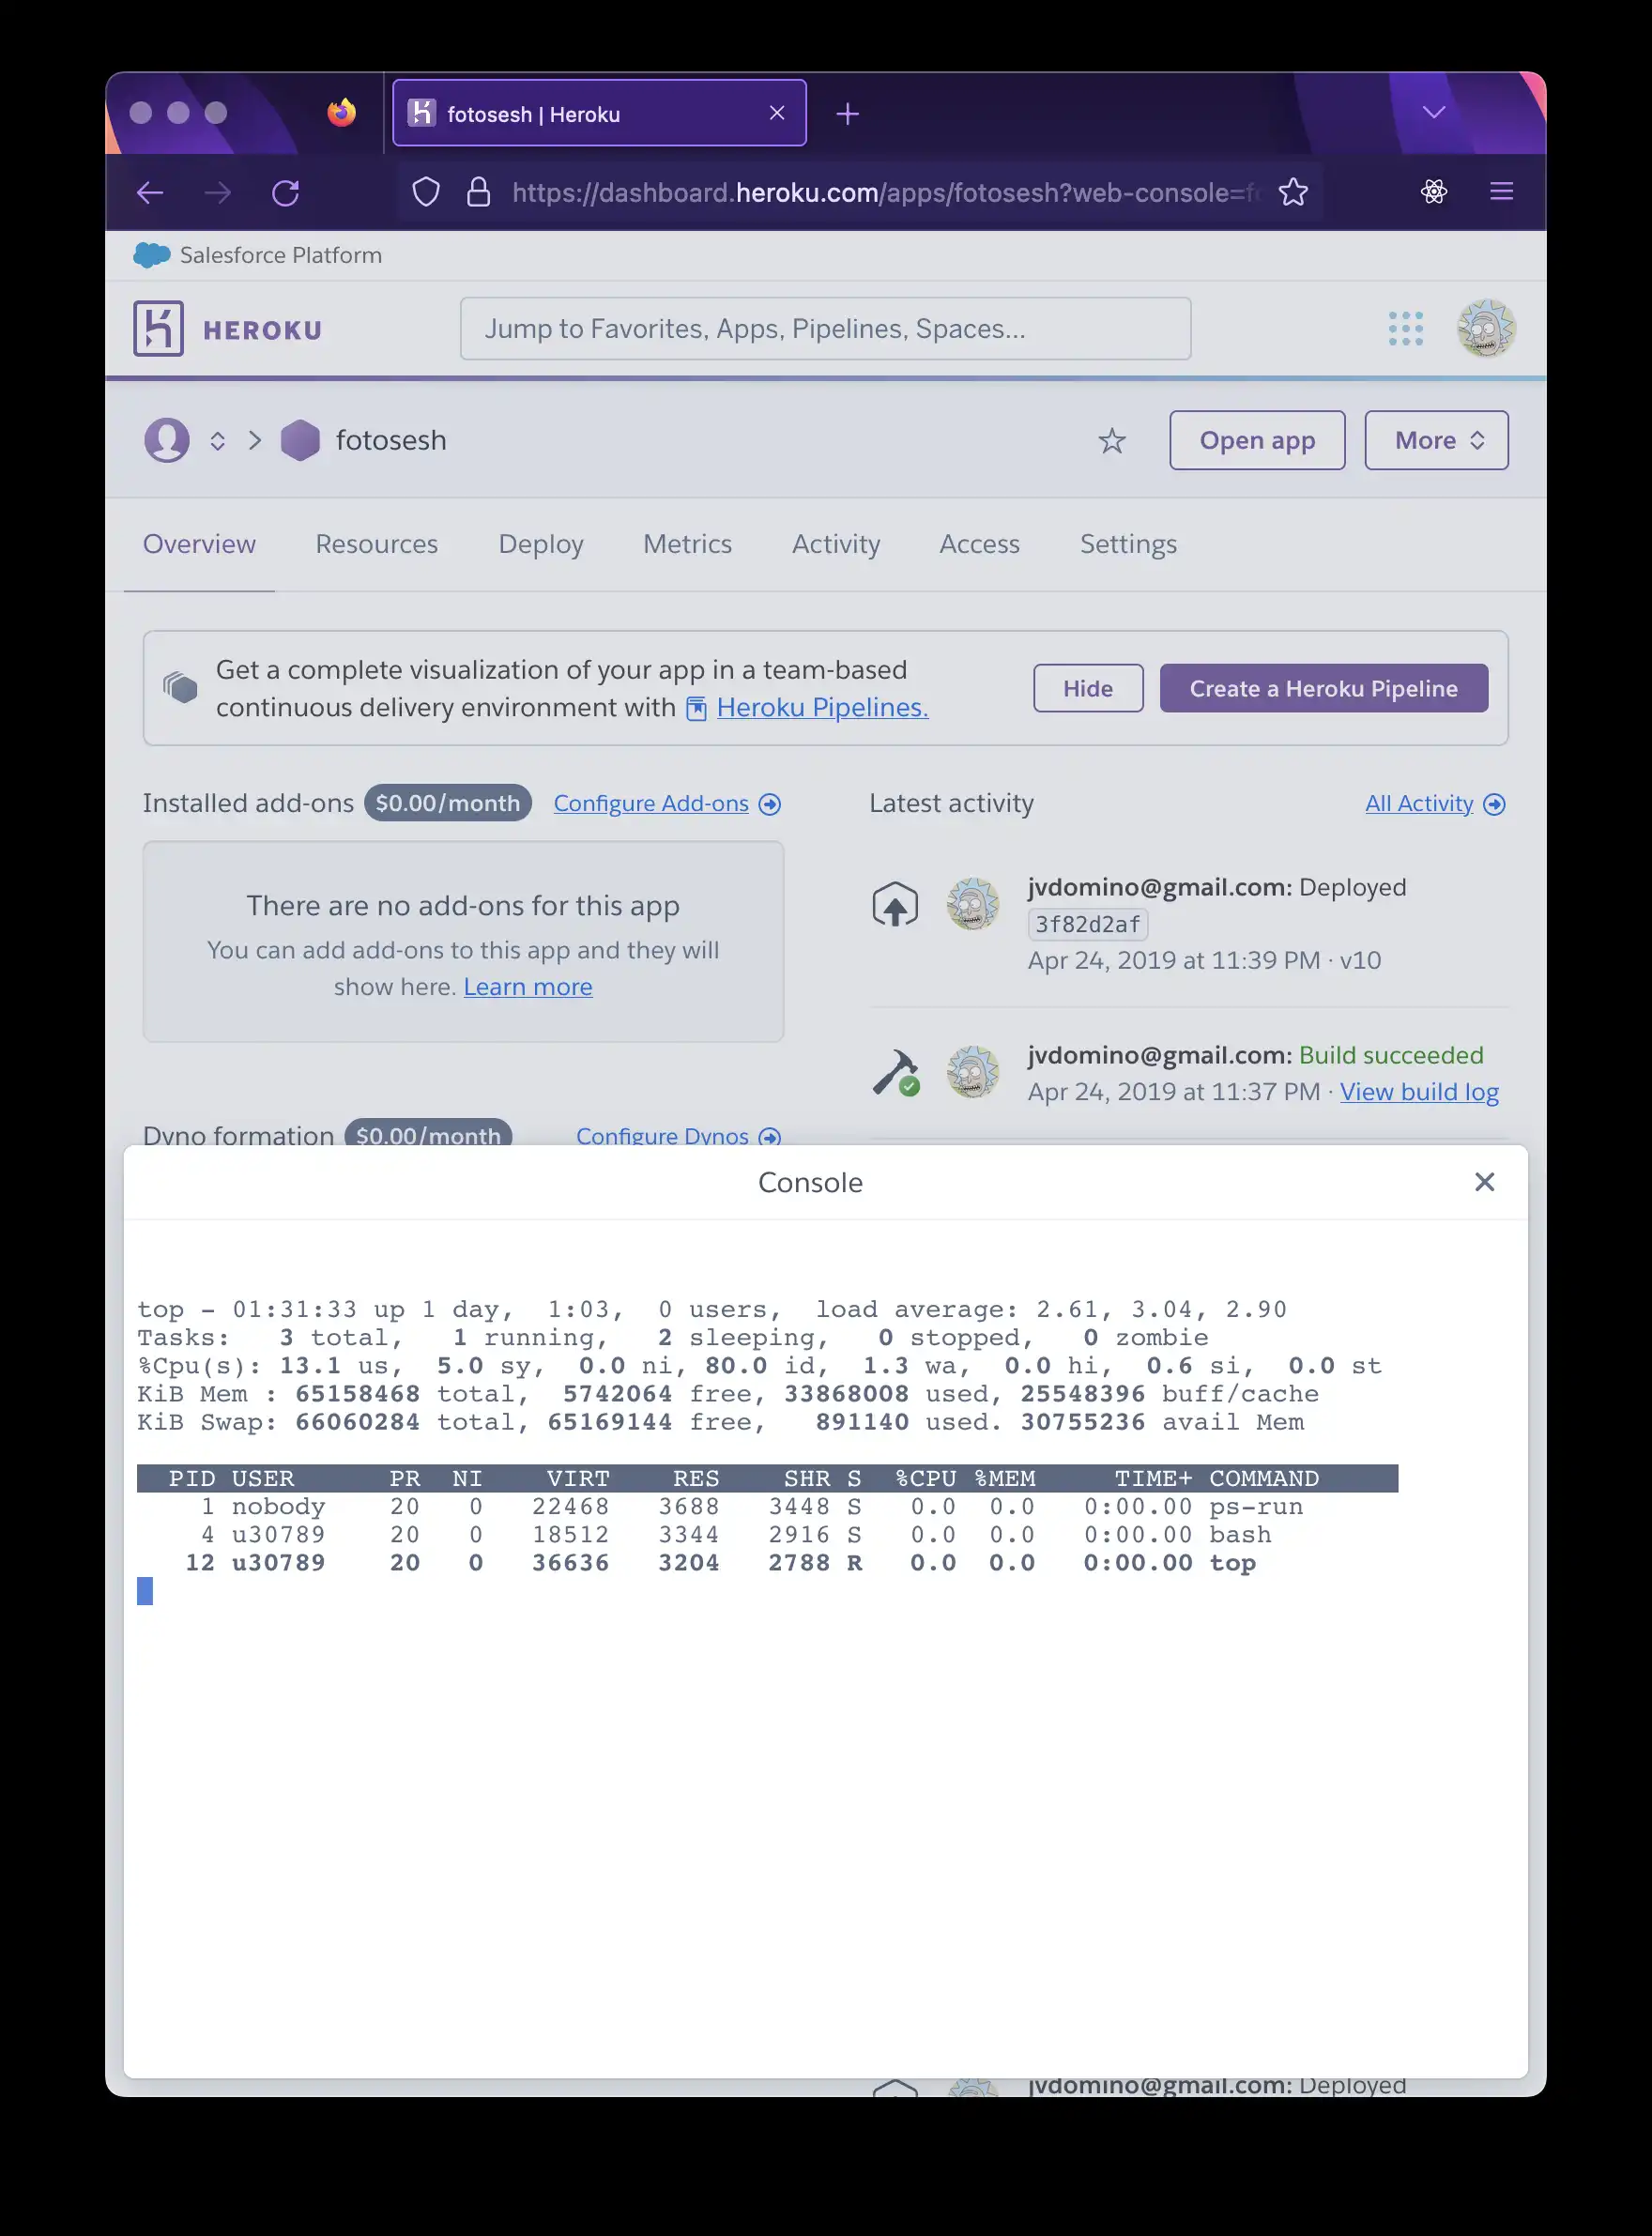 fotosesh | Heroku
https://dashboard.heroku.com/apps/fotosesh?web-console=fo
Salesforce Platform
HEROKU
Jump to Favorites, Apps, Pipelines, Spaces...
fotosesh
Open app
More
Overview Resources Deploy Metrics Activity Access Settings
Get a complete visualization of your app in a team-based
continuous delivery environment with Heroku Pipelines.
Hide
Create a Heroku Pipeline
Installed add-ons $0.00/month Configure Add-ons
There are no add-ons for this app
You can add add-ons to this app and they will
show here. Learn more
Latest activity All Activity
jvdomino@gmail.com: Deployed
3f82d2af
Apr 24, 2019 at 11:39 PM · v10
jvdomino@gmail.com: Build succeeded
Apr 24, 2019 at 11:37 PM · View build log
Dyno formation $0.00/month Configure Dynos
Console
top - 01:31:33 up 1 day,  1:03,  0 users,  load average: 2.61, 3.04, 2.90
Tasks:   3 total,   1 running,   2 sleeping,   0 stopped,   0 zombie
%Cpu(s): 13.1 us,  5.0 sy,  0.0 ni, 80.0 id,  1.3 wa,  0.0 hi,  0.6 si,  0.0 st
KiB Mem : 65158468 total,  5742064 free, 33868008 used, 25548396 buff/cache
KiB Swap: 66060284 total, 65169144 free,   891140 used. 30755236 avail Mem
PID USER      PR  NI    VIRT    RES    SHR S  %CPU %MEM     TIME+ COMMAND
1 nobody    20   0   22468   3688   3448 S   0.0  0.0   0:00.00 ps-run
4 u30789    20   0   18512   3344   2916 S   0.0  0.0   0:00.00 bash
12 u30789    20   0   36636   3204   2788 R   0.0  0.0   0:00.00 top
jvdomino@gmail.com: Deployed